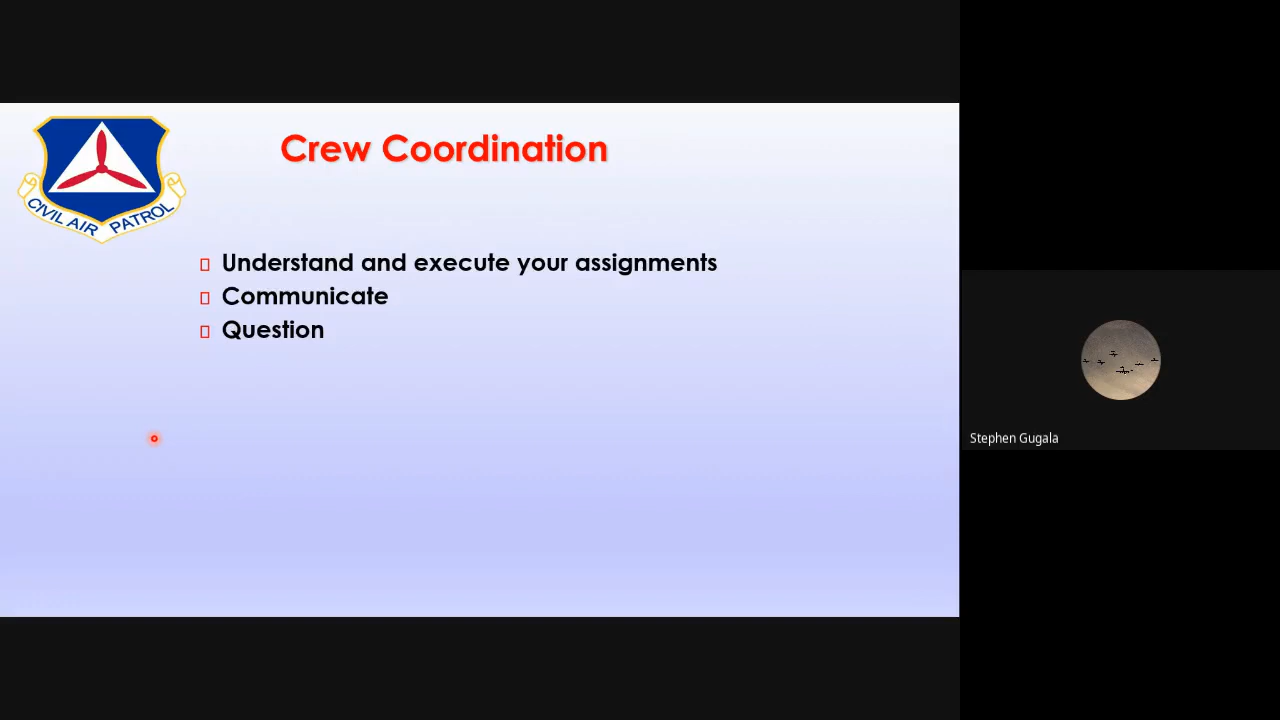 Crew Coordination
CIVIL AIR PATROL
Understand and execute your assignments
Communicate
Question
Stephen Gugala